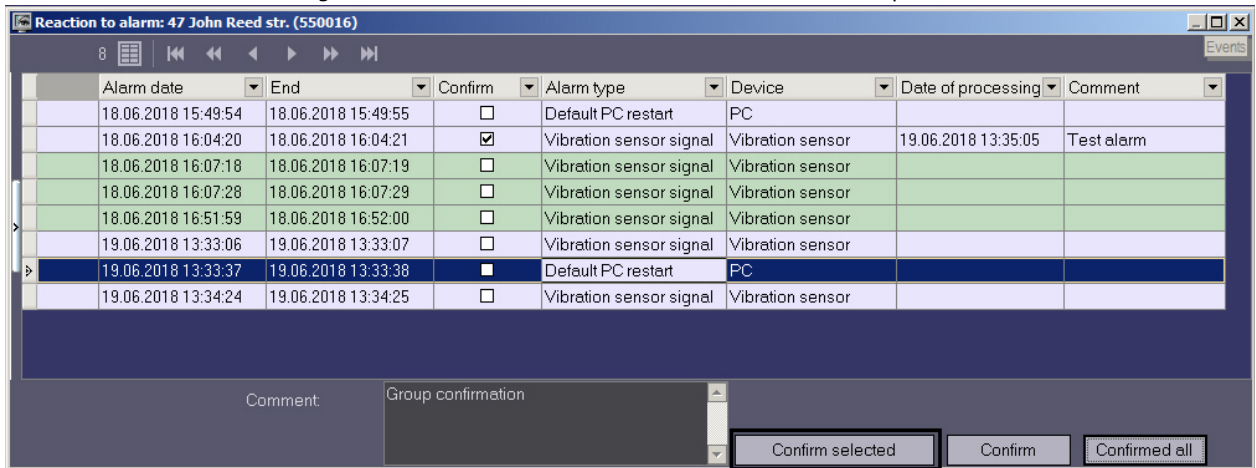 Reaction to alarm: 47 John Reed str. (550016)
8
Events
Alarm date End Confirm Alarm type Device Date of processing Comment
18.06.2018 15:49:54 18.06.2018 15:49:55 Default PC restart PC
18.06.2018 16:04:20 18.06.2018 16:04:21 Vibration sensor signal Vibration sensor 19.06.2018 13:35:05 Test alarm
18.06.2018 16:07:18 18.06.2018 16:07:19 Vibration sensor signal Vibration sensor
18.06.2018 16:07:28 18.06.2018 16:07:29 Vibration sensor signal Vibration sensor
18.06.2018 16:51:59 18.06.2018 16:52:00 Vibration sensor signal Vibration sensor
19.06.2018 13:33:06 19.06.2018 13:33:07 Vibration sensor signal Vibration sensor
19.06.2018 13:33:37 19.06.2018 13:33:38 Default PC restart PC
19.06.2018 13:34:24 19.06.2018 13:34:25 Vibration sensor signal Vibration sensor
Comment: Group confirmation
Confirm selected Confirm Confirmed all